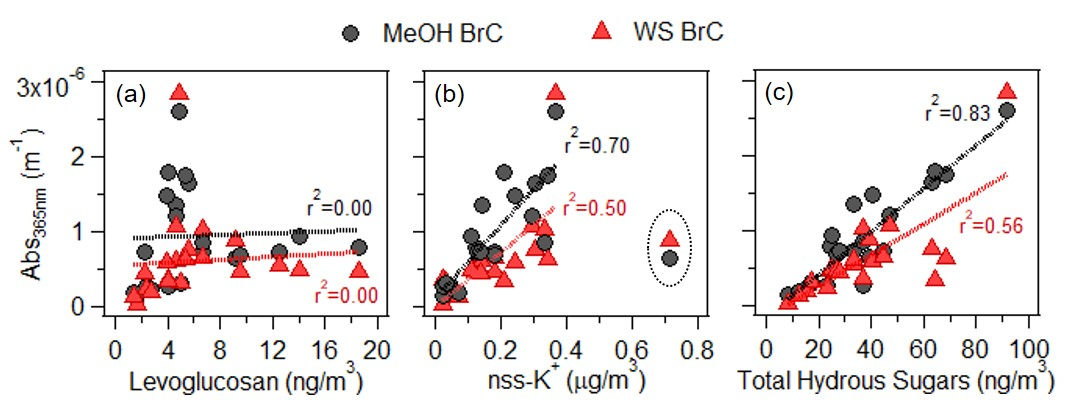 MeOH BrC WS BrC
3x10⁻⁶
2
1
0
Abs₃₆₅ₙₘ (m⁻¹)
(a)
r²=0.00
r²=0.00
0 4 8 12 16 20
Levoglucosan (ng/m³)
(b)
r²=0.70
r²=0.50
0 0.2 0.4 0.6 0.8
nss-K⁺ (µg/m³)
(c)
r²=0.83
r²=0.56
0 20 40 60 80 100
Total Hydrous Sugars (ng/m³)